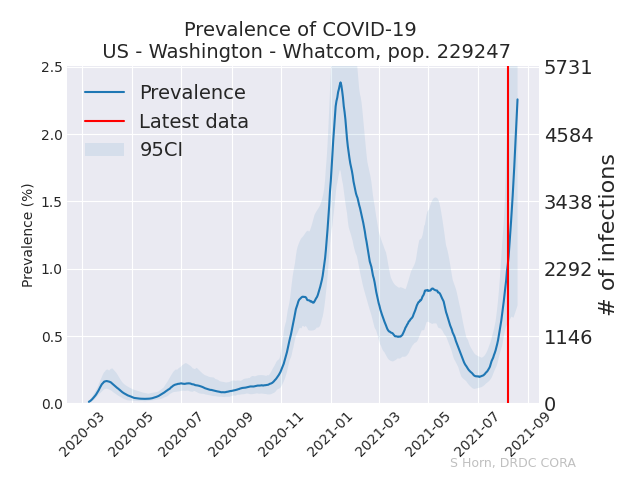 Prevalence of COVID-19
US - Washington - Whatcom, pop. 229247
Prevalence
Latest data
95CI
Prevalence (%)
2.5
2.0
1.5
1.0
0.5
0.0
5731
4584
3438
2292
1146
0
# of infections
2020-03
2020-05
2020-07
2020-09
2020-11
2021-01
2021-03
2021-05
2021-07
2021-09
S Horn, DRDC CORA